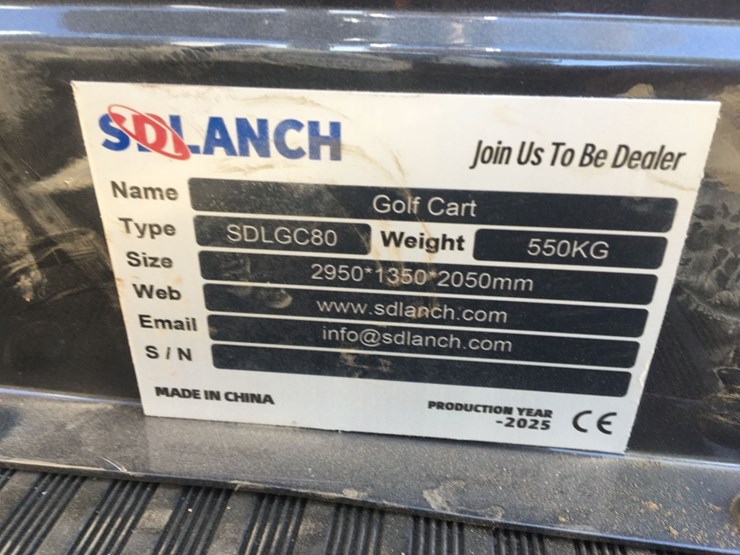 SDLANCH
Join Us To Be Dealer
Name Golf Cart
Type SDLGC80 Weight 550KG
Size 2950*1350*2050mm
Web www.sdlanch.com
Email info@sdlanch.com
S / N
MADE IN CHINA
PRODUCTION YEAR
-2025
CE